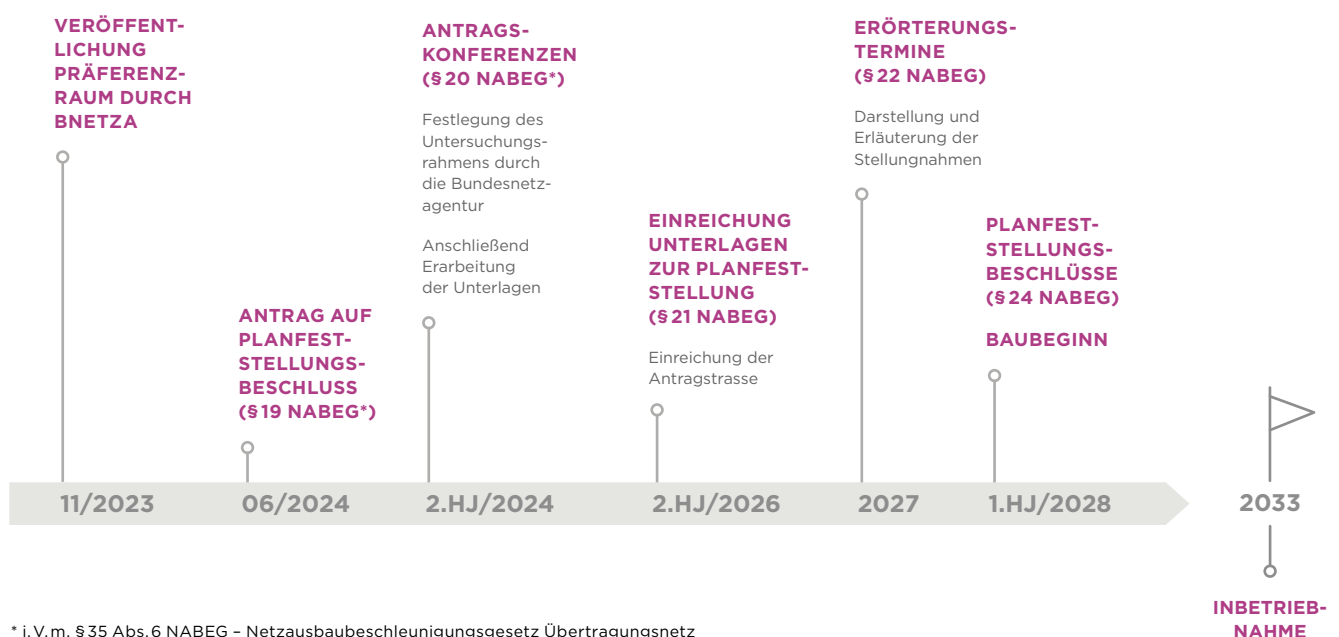 VERÖFFENT-
LICHUNG
PRÄFERENZ-
RAUM DURCH
BNETZA
11/2023
ANTRAG AUF
PLANFEST-
STELLUNGS-
BESCHLUSS
(§ 19 NABEG*)
06/2024
ANTRAGS-
KONFERENZEN
(§ 20 NABEG*)
Festlegung des
Untersuchungs-
rahmens durch
die Bundesnetz-
agentur
Anschließend
Erarbeitung
der Unterlagen
2.HJ/2024
EINREICHUNG
UNTERLAGEN
ZUR PLANFEST-
STELLUNG
(§ 21 NABEG)
Einreichung der
Antragstrasse
2.HJ/2026
ERÖRTERUNGS-
TERMINE
(§ 22 NABEG)
Darstellung und
Erläuterung der
Stellungnahmen
2027
PLANFEST-
STELLUNGS-
BESCHLÜSSE
(§ 24 NABEG)
BAUBEGINN
1.HJ/2028
2033
INBETRIEB-
NAHME
* i. V. m. § 35 Abs. 6 NABEG – Netzausbaubeschleunigungsgesetz Übertragungsnetz